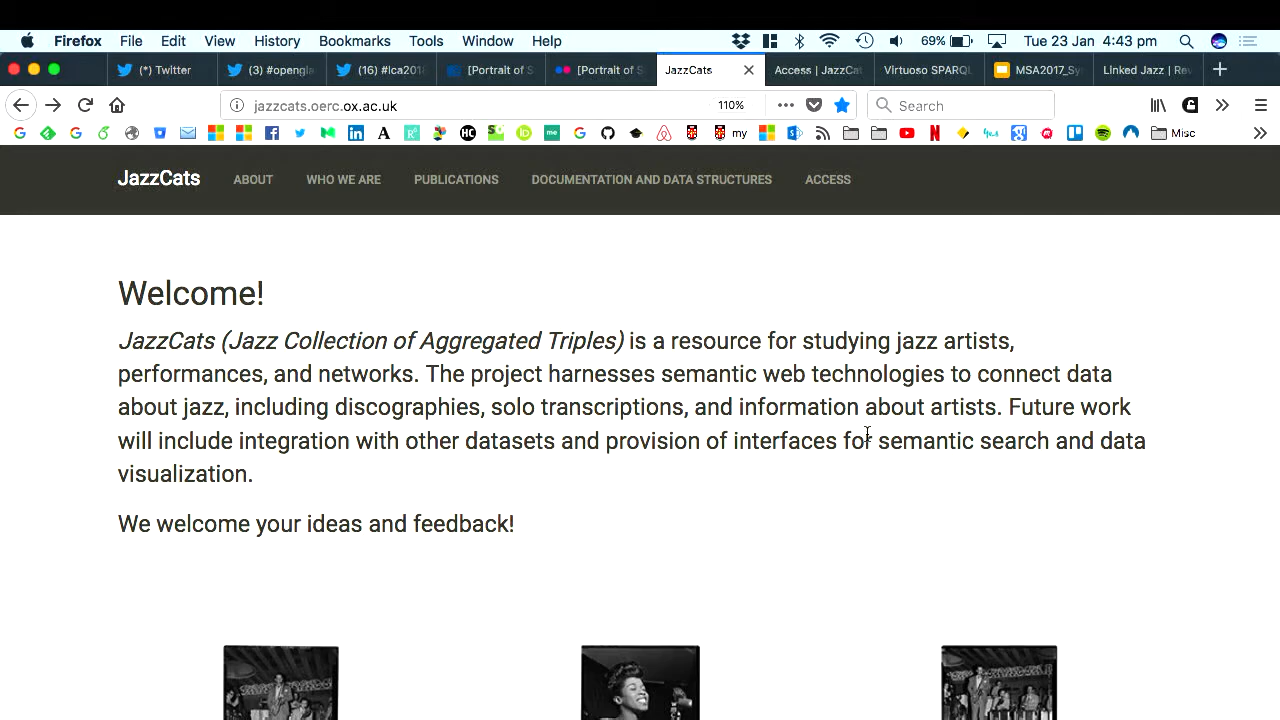 Firefox File Edit View History Bookmarks Tools Window Help 69% Tue 23 Jan 4:43 pm
(*) Twitter (3) #opengl (16) #lca201 [Portrait of S [Portrait of S JazzCats Access | JazzCat Virtuoso SPARQL MSA2017_Sy Linked Jazz | Rev
jazzcats.oerc.ox.ac.uk 110% Search
my Misc
JazzCats ABOUT WHO WE ARE PUBLICATIONS DOCUMENTATION AND DATA STRUCTURES ACCESS
Welcome!
JazzCats (Jazz Collection of Aggregated Triples) is a resource for studying jazz artists,
performances, and networks. The project harnesses semantic web technologies to connect data
about jazz, including discographies, solo transcriptions, and information about artists. Future work
will include integration with other datasets and provision of interfaces for semantic search and data
visualization.
We welcome your ideas and feedback!